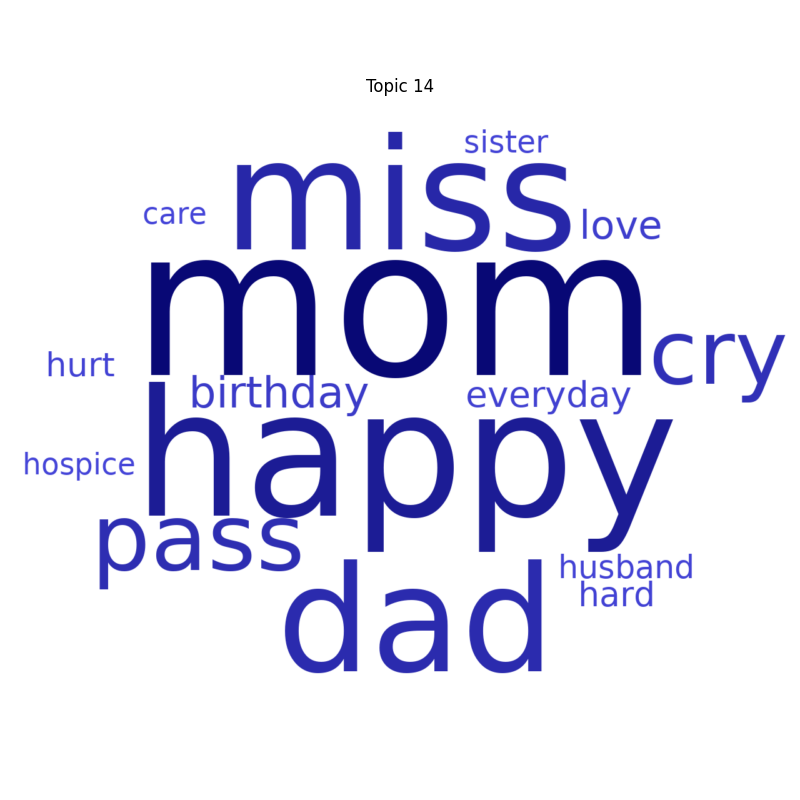 Topic 14
sister
miss
care
love
mom
cry
hurt
birthday
everyday
happy
hospice
pass
husband
hard
dad